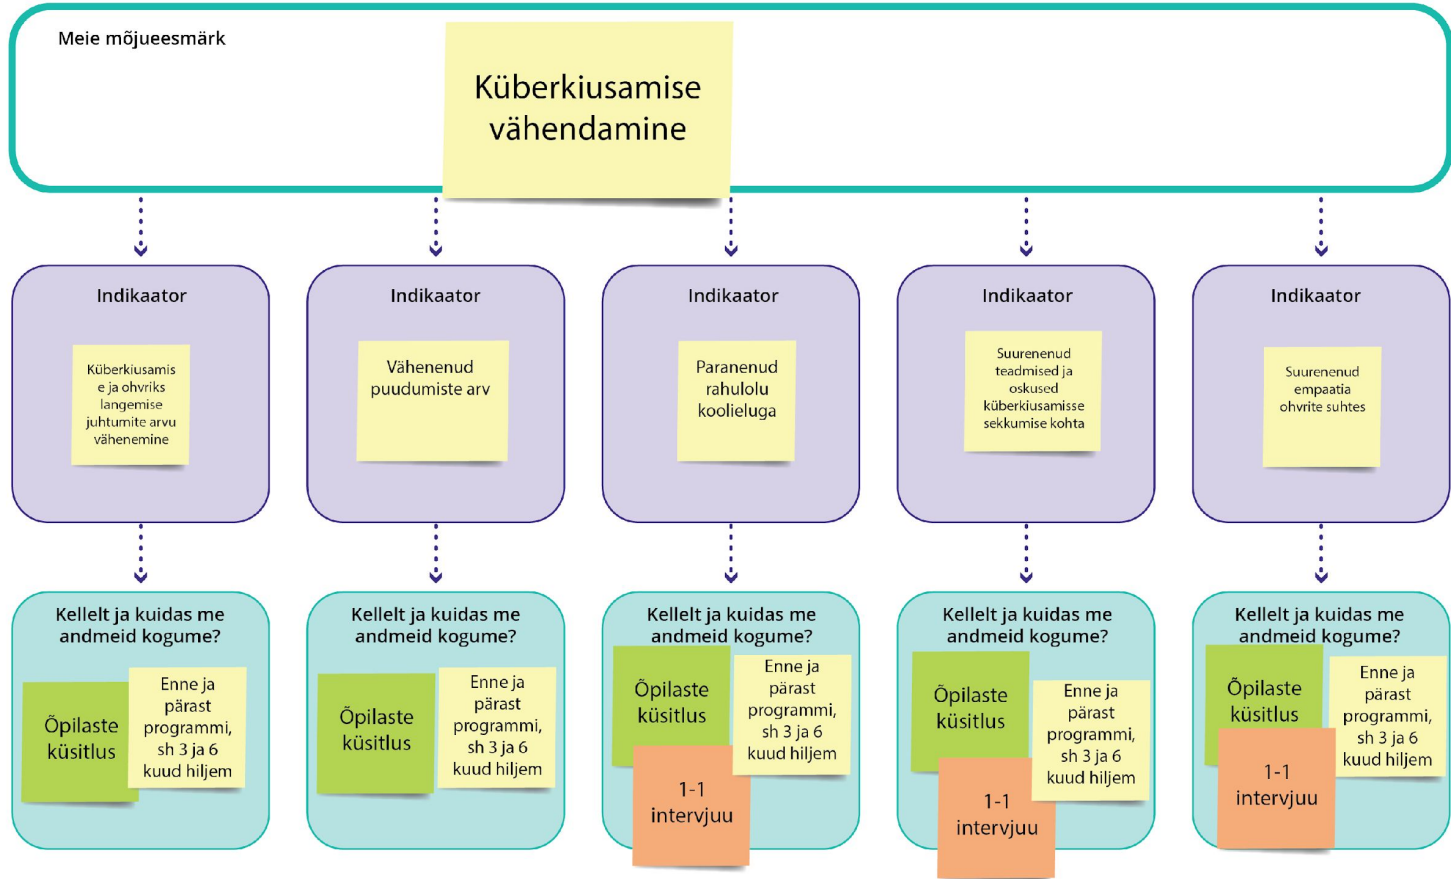 Meie mõjueesmärk
Küberkiusamise
vähendamine
Indikaator
Küberkiusamis
e ja ohvriks
langemise
juhtumite arvu
vähenemine
Indikaator
Vähenenud
puudumiste arv
Indikaator
Paranenud
rahulolu
koolieluga
Indikaator
Suurenenud
teadmised ja
oskused
küberkiusamisse
sekkumise kohta
Indikaator
Suurenenud
empaatia
ohvrite suhtes
Kellelt ja kuidas me
andmeid kogume?
Õpilaste
küsitlus
Enne ja
pärast
programmi,
sh 3 ja 6
kuud hiljem
Kellelt ja kuidas me
andmeid kogume?
Õpilaste
küsitlus
Enne ja
pärast
programmi,
sh 3 ja 6
kuud hiljem
Kellelt ja kuidas me
andmeid kogume?
Õpilaste
küsitlus
Enne ja
pärast
programmi,
sh 3 ja 6
kuud hiljem
1-1
intervjuu
Kellelt ja kuidas me
andmeid kogume?
Õpilaste
küsitlus
Enne ja
pärast
programmi,
sh 3 ja 6
kuud hiljem
1-1
intervjuu
Kellelt ja kuidas me
andmeid kogume?
Õpilaste
küsitlus
Enne ja
pärast
programmi,
sh 3 ja 6
kuud hiljem
1-1
intervjuu